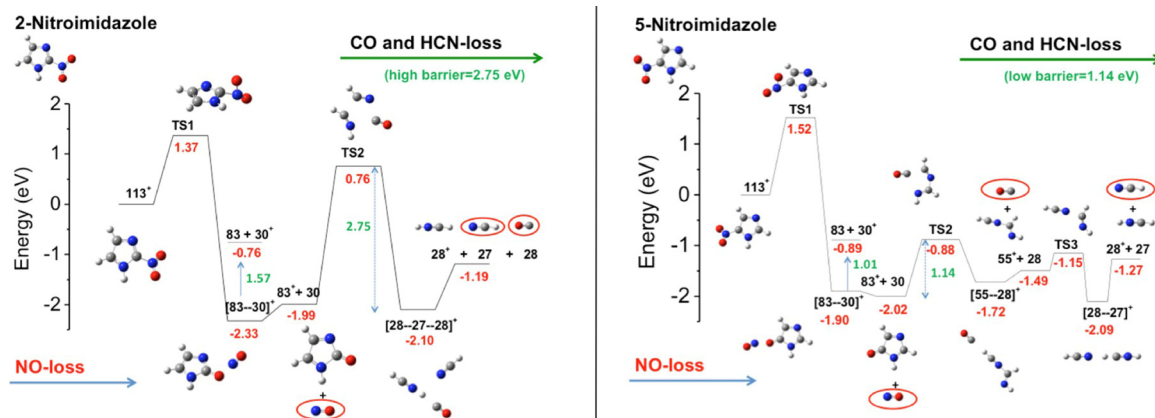 2-Nitroimidazole
CO and HCN-loss
(high barrier=2.75 eV)
Energy (eV)
2
1
0
-1
-2
113+
TS1
1.37
83 + 30+
-0.76
1.57
[83--30]+
-2.33
83++ 30
-1.99
+
TS2
0.76
2.75
[28--27--28]+
-2.10
28+ + 27 + 28
-1.19
NO-loss
5-Nitroimidazole
CO and HCN-loss
(low barrier=1.14 eV)
Energy (eV)
2
1
0
-1
-2
113+
TS1
1.52
83 + 30+
-0.89
1.01
[83--30]+
-1.90
83++ 30
-2.02
+
TS2
-0.88
1.14
+
55++ 28
-1.49
[55--28]+
-1.72
TS3
-1.15
+
28++ 27
-1.27
[28--27]+
-2.09
NO-loss